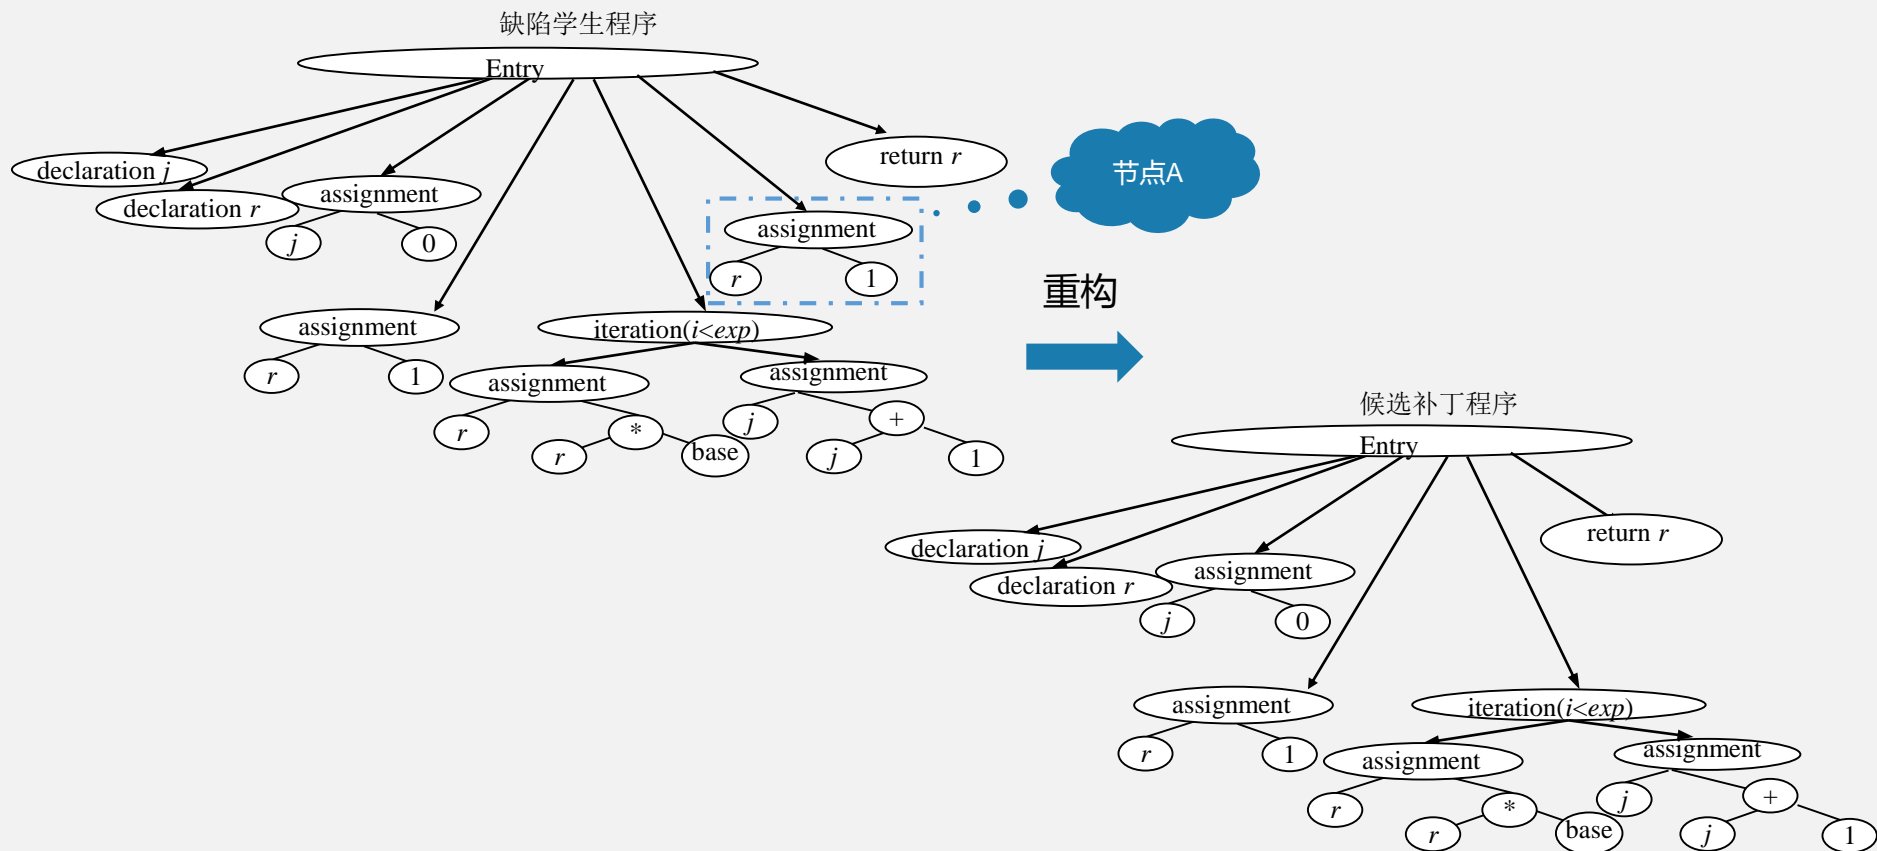 缺陷学生程序
Entry
declaration j
declaration r
assignment
j
0
return r
节点A
assignment
r
1
assignment
r
1
iteration(i<exp)
assignment
r
*
r
base
assignment
j
+
j
1
重构
候选补丁程序
Entry
declaration j
declaration r
assignment
j
0
return r
assignment
r
1
iteration(i<exp)
assignment
r
*
r
base
assignment
j
+
j
1